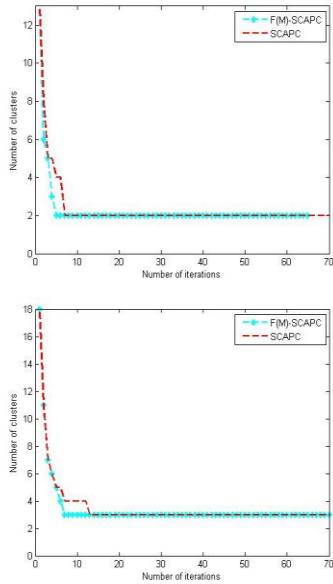 12
10
8
6
4
2
0
Number of clusters
F(M)-SCAPC
SCAPC
0 10 20 30 40 50 60 70
Number of iterations
18
16
14
12
10
8
6
4
2
0
Number of clusters
F(M)-SCAPC
SCAPC
0 10 20 30 40 50 60 70
Number of iterations